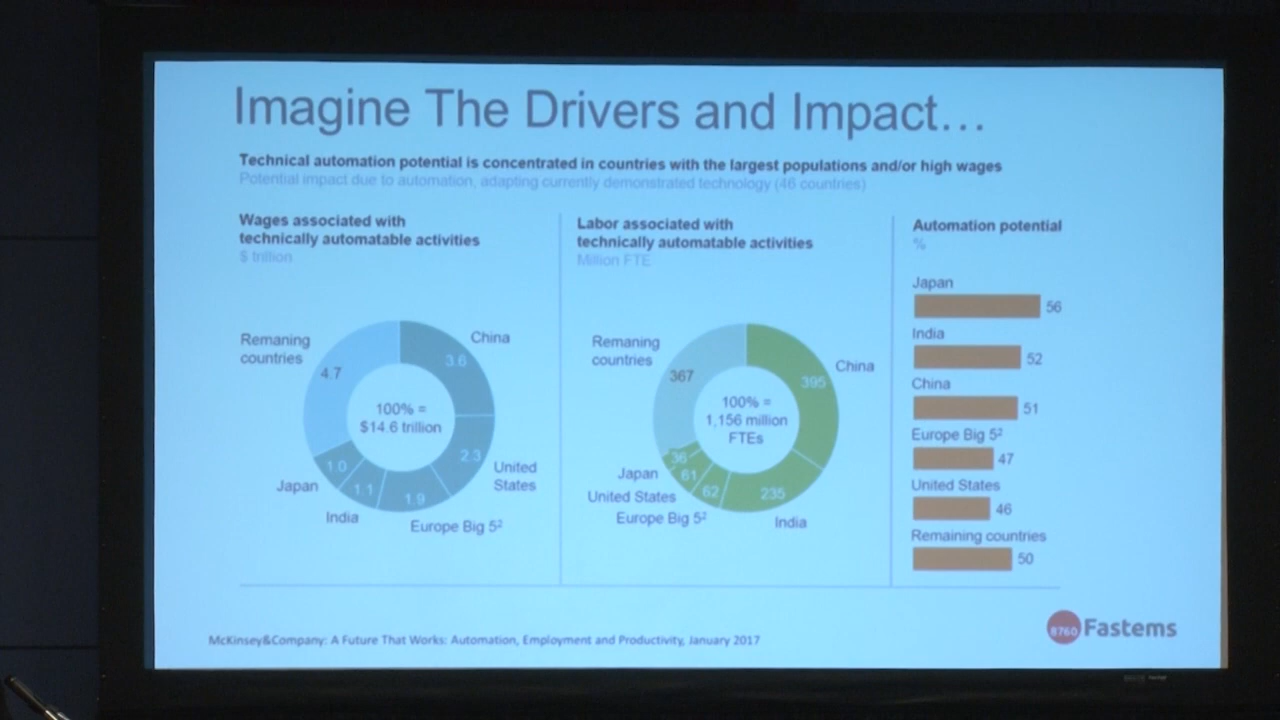 Imagine The Drivers and Impact...
Technical automation potential is concentrated in countries with the largest populations and/or high wages
Potential impact due to automation, adapting currently demonstrated technology (46 countries)
Wages associated with
technically automatable activities
$ trillion
Remaning
countries
4.7
China
3.6
100% =
$14.6 trillion
2.3
United
States
1.9
Europe Big 5²
1.1
India
1.0
Japan
Labor associated with
technically automatable activities
Million FTE
Remaning
countries
367
China
395
100% =
1,156 million
FTEs
36
Japan
61
United States
62
Europe Big 5²
235
India
Automation potential
%
Japan
56
India
52
China
51
Europe Big 5²
47
United States
46
Remaining countries
50
McKinsey&Company: A Future That Works: Automation, Employment and Productivity, January 2017
8760 Fastems